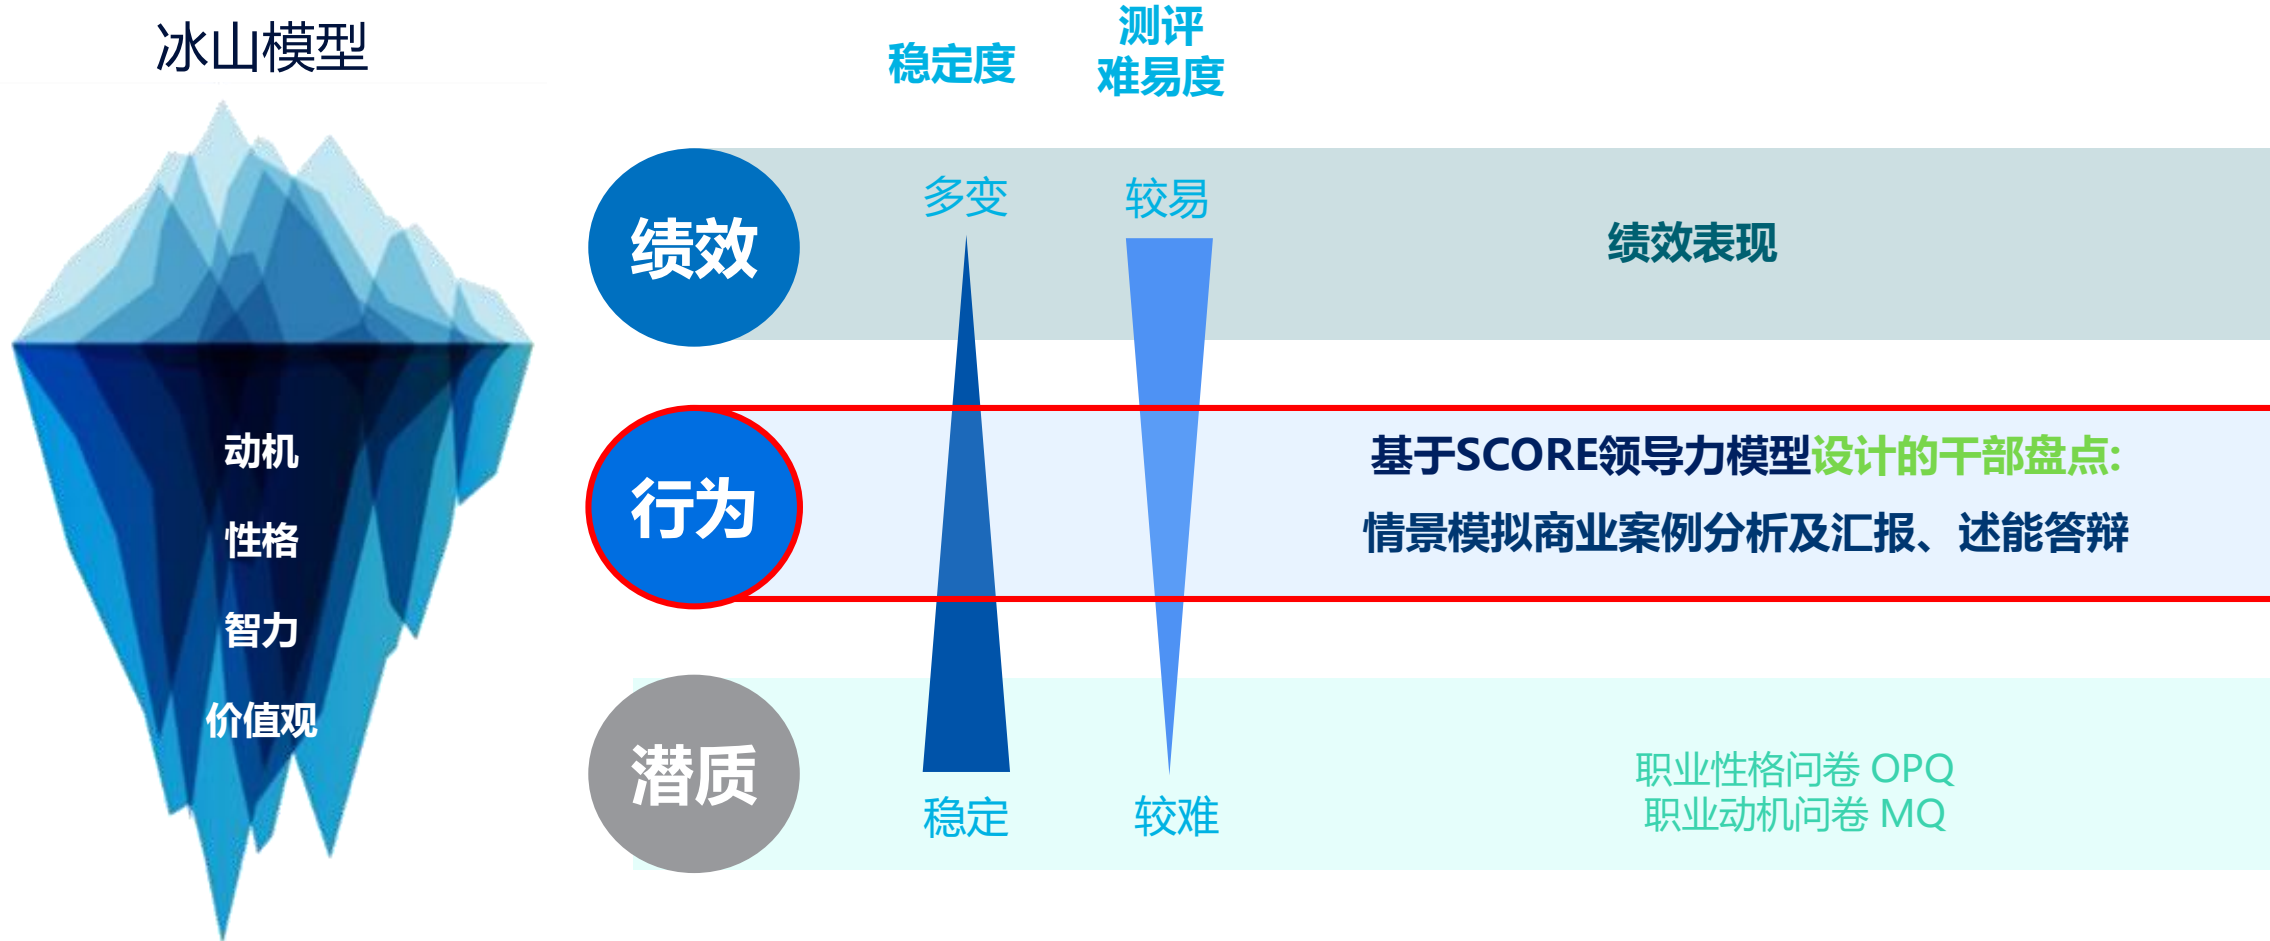 冰山模型
稳定度
测评
难易度
绩效
多变
较易
绩效表现
动机
性格
智力
价值观
行为
基于SCORE领导力模型设计的干部盘点:
情景模拟商业案例分析及汇报、述能答辩
潜质
稳定
较难
职业性格问卷 OPQ
职业动机问卷 MQ